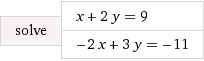 solve
x + 2 y = 9
-2 x + 3 y = -11